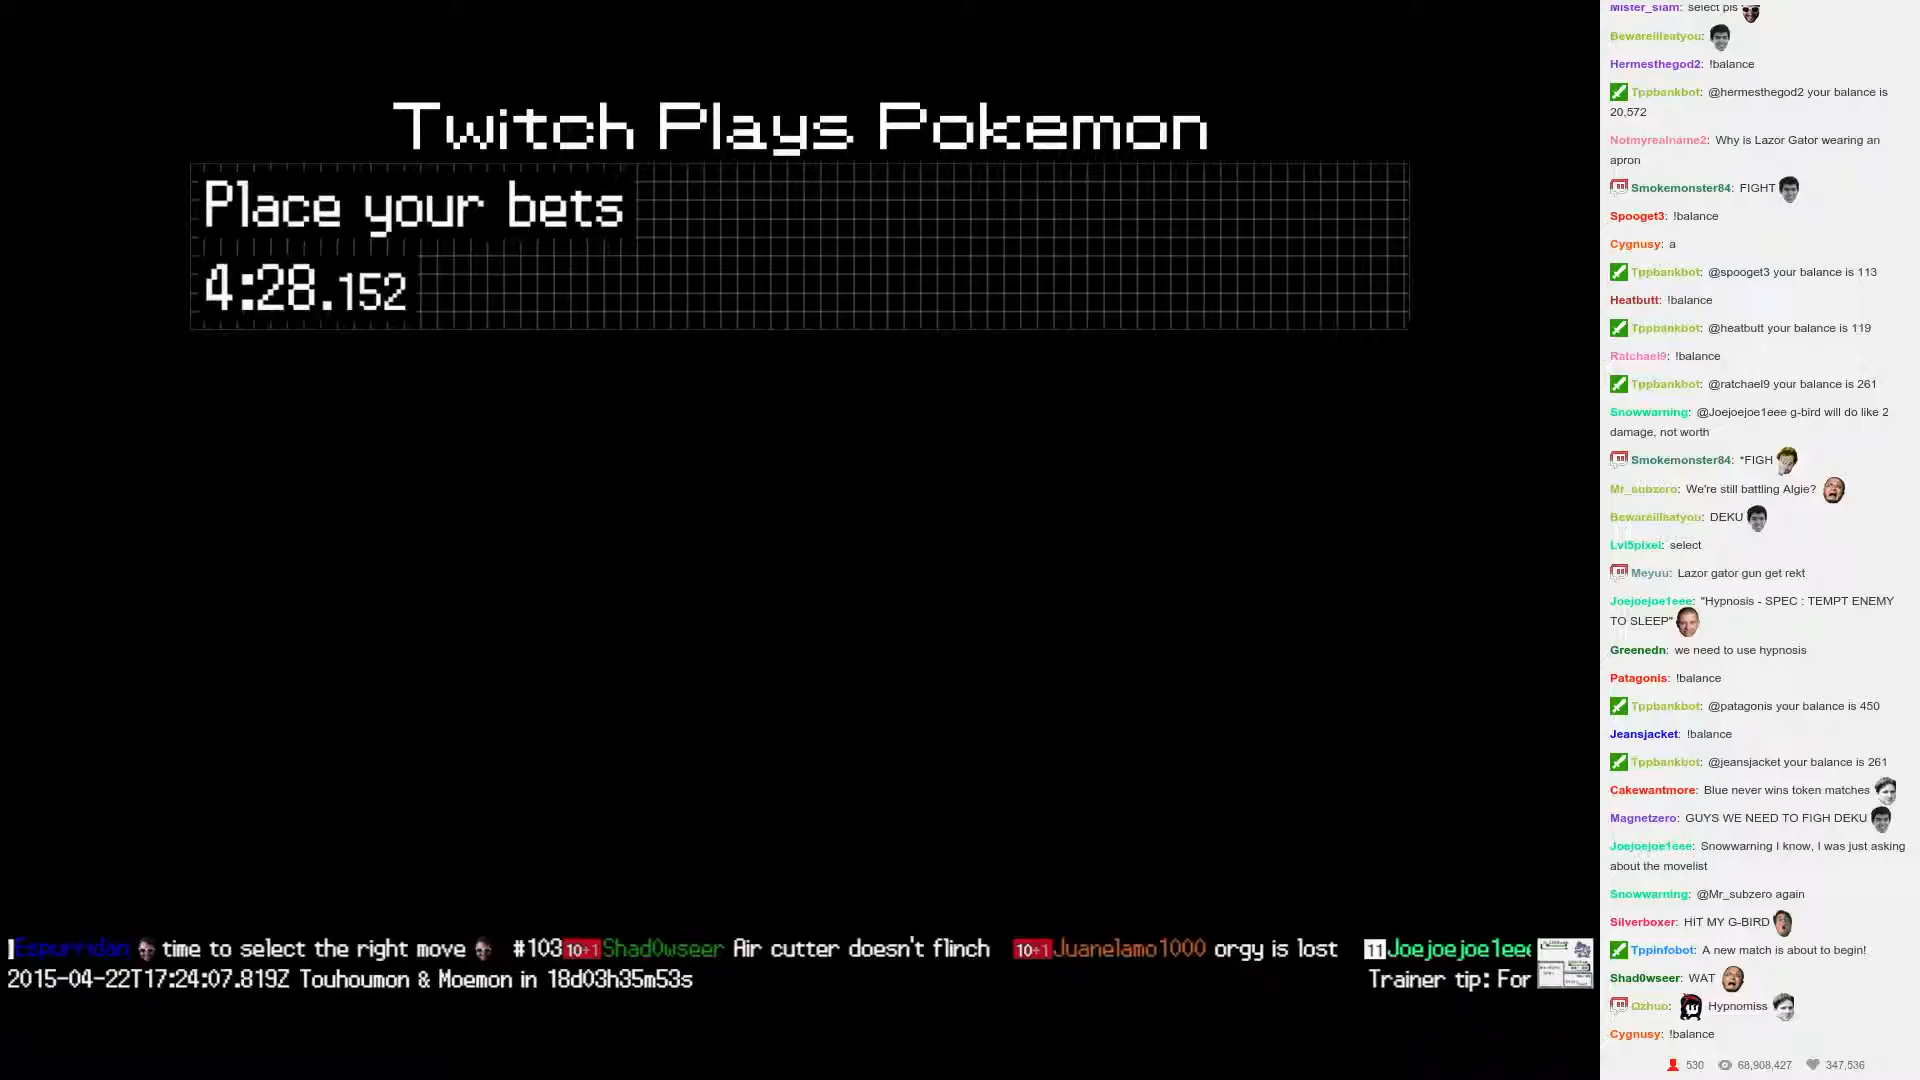 Twitch Plays Pokemon
Place your bets
4:28.152
Espurridan time to select the right move #103 10÷1 Shad0wseer Air cutter doesn't flinch 10÷1 Juanelamo1000 orgy is lost 11 Joejoejoe1eee
2015-04-22T17:24:07.819Z Touhoumon & Moemon in 18d03h35m53s Trainer tip: For
Mister_slam: select pls
Bewareilleatyou:
Hermesthegod2: !balance
Tppbankbot: @hermesthegod2 your balance is
20,572
Notmyrealname2: Why is Lazor Gator wearing an
apron
Smokemonster84: FIGHT
Spooget3: !balance
Cygnusy: a
Tppbankbot: @spooget3 your balance is 113
Heatbutt: !balance
Tppbankbot: @heatbutt your balance is 119
Ratchael9: !balance
Tppbankbot: @ratchael9 your balance is 261
Snowwarning: @Joejoejoe1eee g-bird will do like 2
damage, not worth
Smokemonster84: *FIGH
Mr_subzero: We're still battling Algie?
Bewareilleatyou: DEKU
Lvl5pixel: select
Meyuu: Lazor gator gun get rekt
Joejoejoe1eee: "Hypnosis - SPEC : TEMPT ENEMY
TO SLEEP"
Greenedn: we need to use hypnosis
Patagonis: !balance
Tppbankbot: @patagonis your balance is 450
Jeansjacket: !balance
Tppbankbot: @jeansjacket your balance is 261
Cakewantmore: Blue never wins token matches
Magnetzero: GUYS WE NEED TO FIGH DEKU
Joejoejoe1eee: Snowwarning I know, I was just asking
about the movelist
Snowwarning: @Mr_subzero again
Silverboxer: HIT MY G-BIRD
Tppinfobot: A new match is about to begin!
Shad0wseer: WAT
Ozhuo: Hypnomiss
Cygnusy: !balance
530 68,908,427 347,536